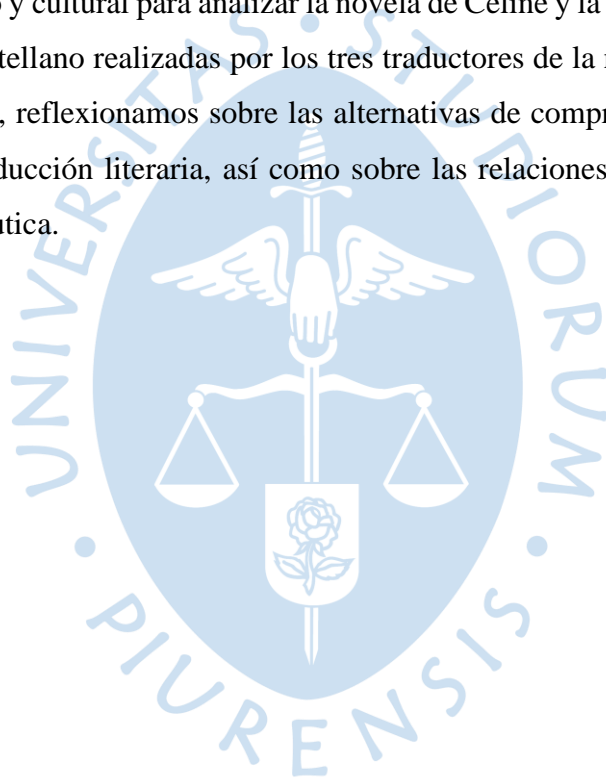 o y cultural para analizar la novela de Céline y la
tellano realizadas por los tres traductores de la
, reflexionamos sobre las alternativas de compr
ducción literaria, así como sobre las relaciones
utica.
UNIVERSITAS • STUDIORUM • PIURENSIS